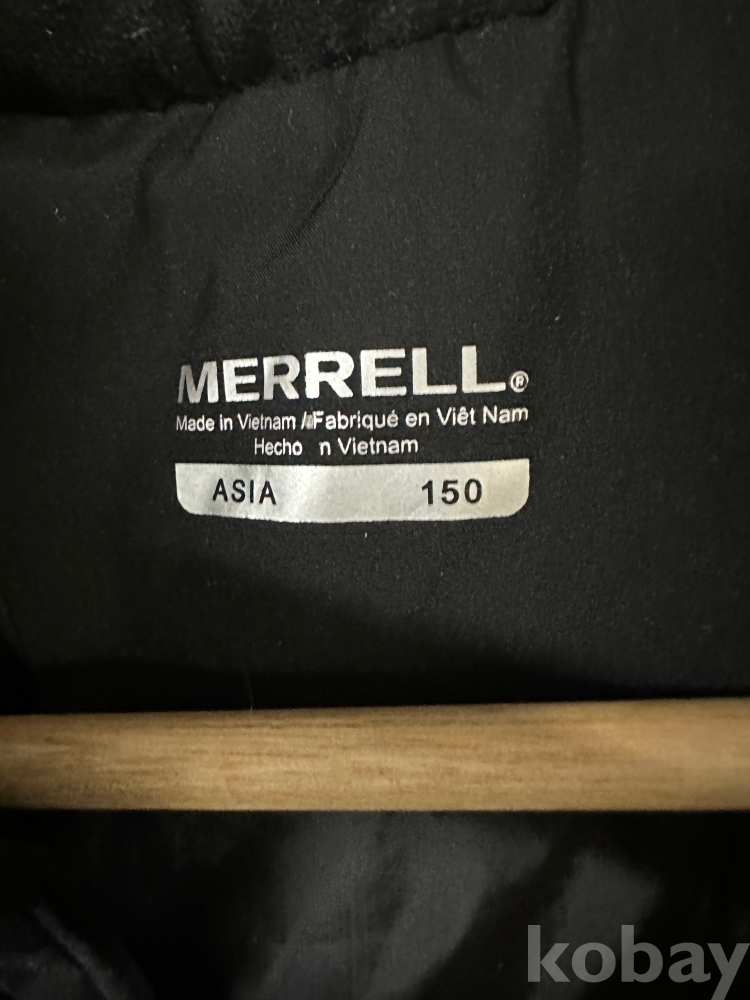 MERRELL®
Made in Vietnam / Fabriqué en Viêt Nam
Hecho n Vietnam
ASIA 150
kobay